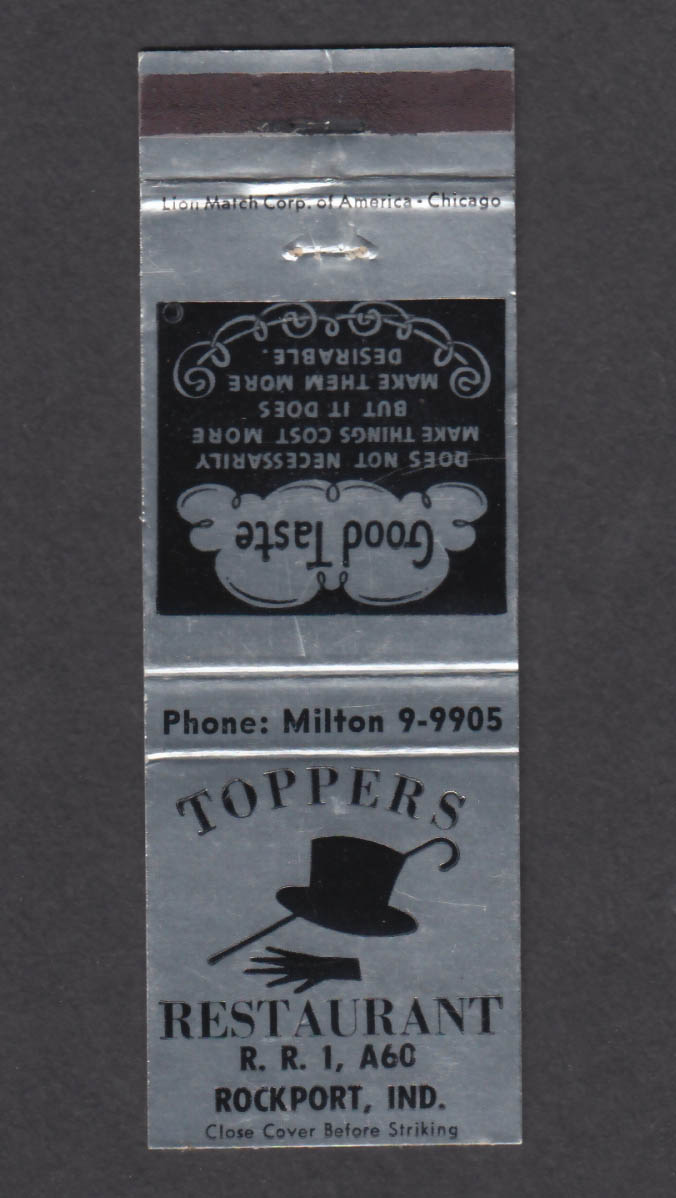 Lion Match Corp. of America - Chicago
Good Taste
DOES NOT NECESSARILY
MAKE THINGS COST MORE
BUT IT DOES
MAKE THEM MORE
DESIRABLE.
Phone: Milton 9-9905
TOPPERS
RESTAURANT
R. R. 1, A60
ROCKPORT, IND.
Close Cover Before Striking